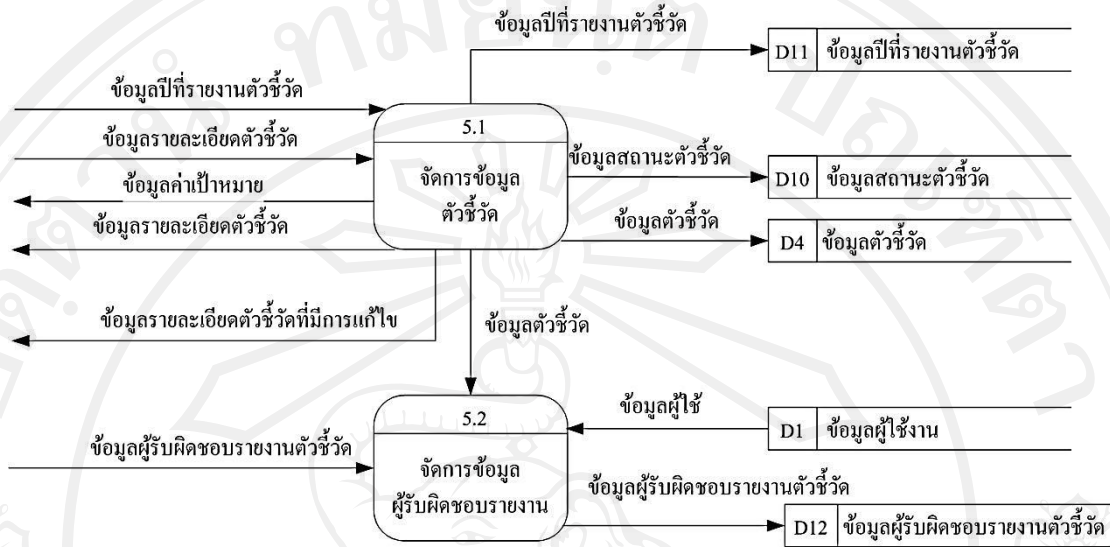 ข้อมูลปีที่รายงานตัวชี้วัด
D11 ข้อมูลปีที่รายงานตัวชี้วัด
ข้อมูลปีที่รายงานตัวชี้วัด
5.1
ข้อมูลรายละเอียดตัวชี้วัด
ข้อมูลสถานะตัวชี้วัด
จัดการข้อมูล
ตัวชี้วัด
D10 ข้อมูลสถานะตัวชี้วัด
ข้อมูลค่าเป้าหมาย
ข้อมูลรายละเอียดตัวชี้วัด
ข้อมูลตัวชี้วัด
D4 ข้อมูลตัวชี้วัด
ข้อมูลรายละเอียดตัวชี้วัดที่มีการแก้ไข
ข้อมูลตัวชี้วัด
5.2
ข้อมูลผู้ใช้
D1 ข้อมูลผู้ใช้งาน
ข้อมูลผู้รับผิดชอบรายงานตัวชี้วัด
จัดการข้อมูล
ผู้รับผิดชอบรายงาน
ข้อมูลผู้รับผิดชอบรายงานตัวชี้วัด
D12 ข้อมูลผู้รับผิดชอบรายงานตัวชี้วัด